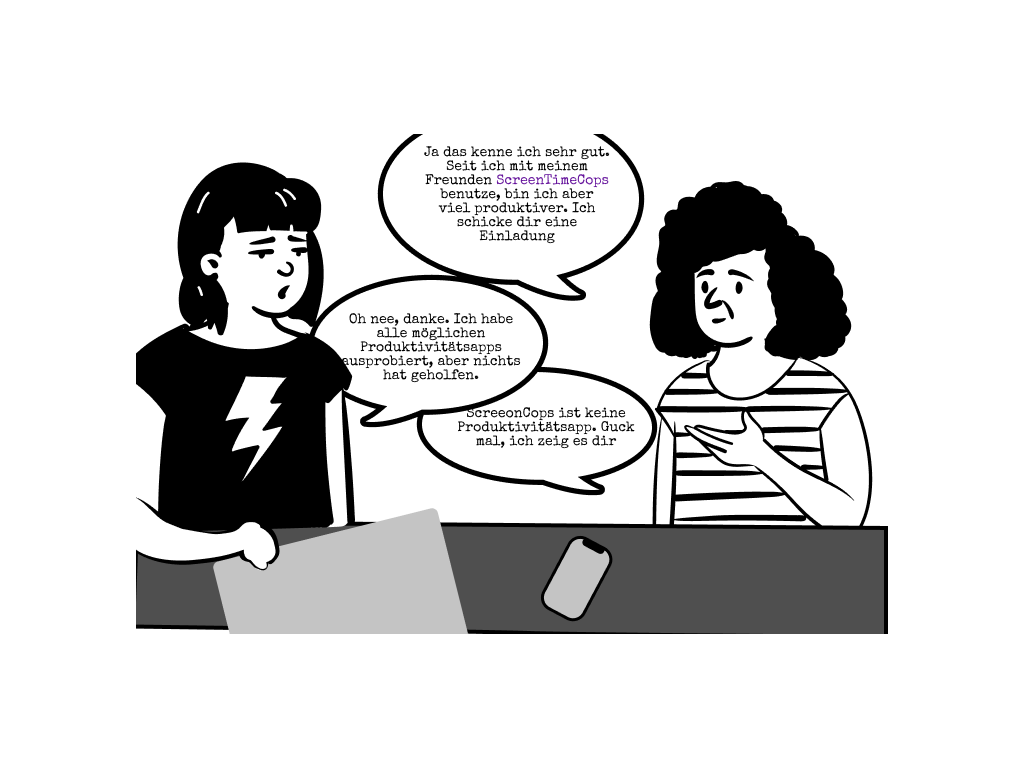 Ja das kenne ich sehr gut.
Seit ich mit meinem
Freunden ScreenTimeCops
benutze, bin ich aber
viel produktiver. Ich
schicke dir eine
Einladung
Oh nee, danke. Ich habe
alle möglichen
Produktivitätsapps
ausprobiert, aber nichts
hat geholfen.
ScreeonCops ist keine
Produktivitätsapp. Guck
mal, ich zeig es dir